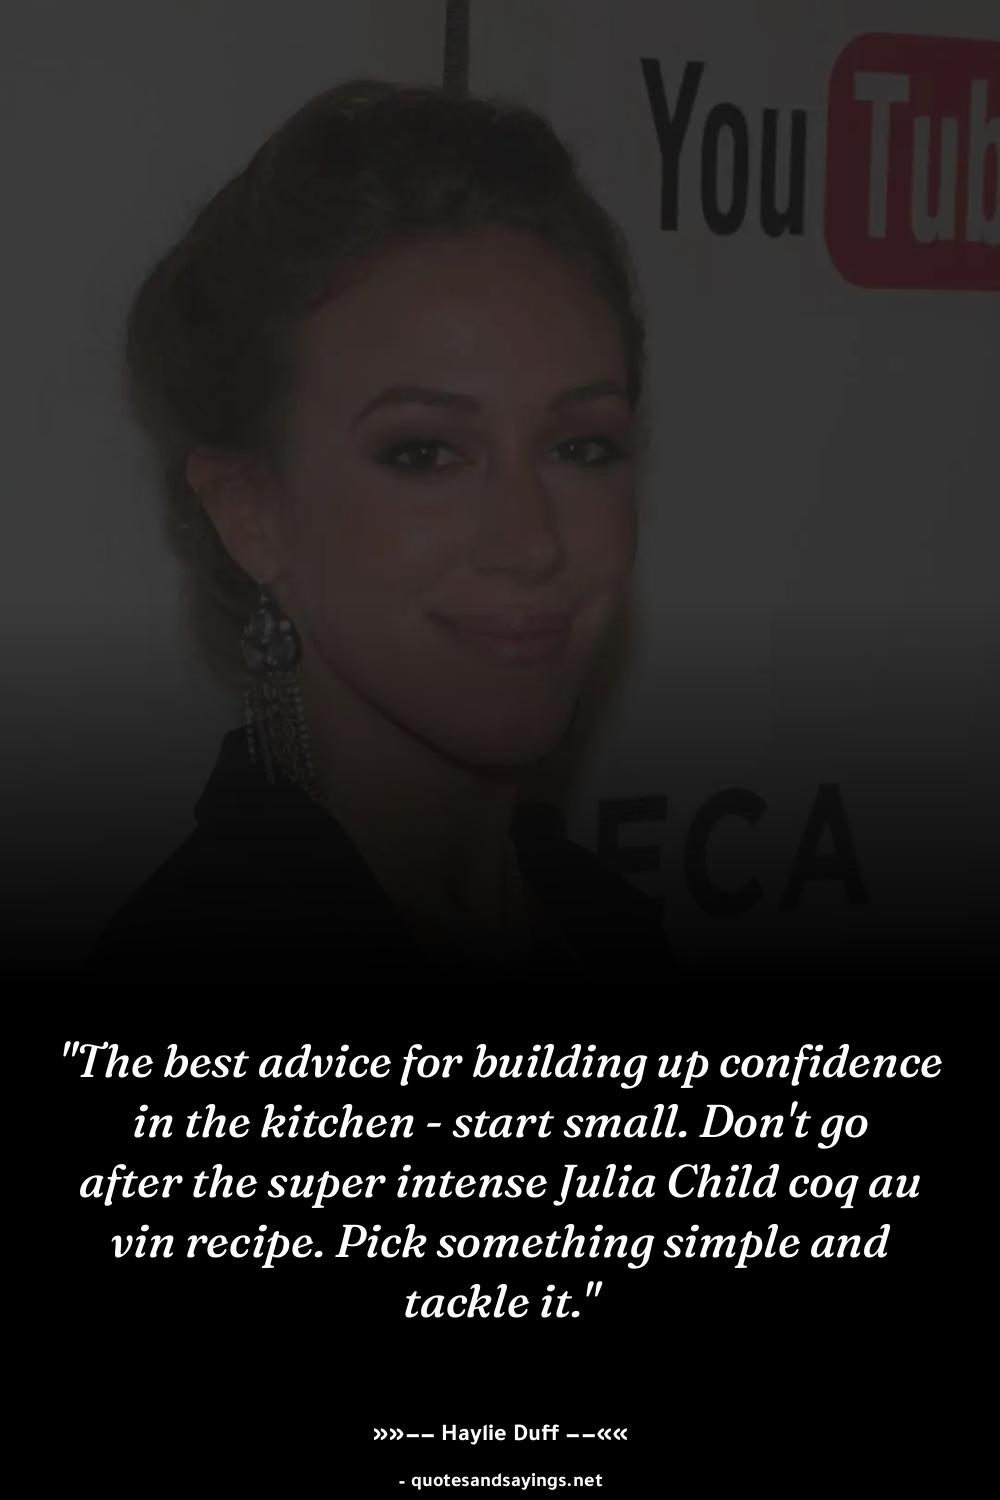 You Tub
ECA
"The best advice for building up confidence
in the kitchen - start small. Don't go
after the super intense Julia Child coq au
vin recipe. Pick something simple and
tackle it."
»»–– Haylie Duff ––««
- quotesandsayings.net